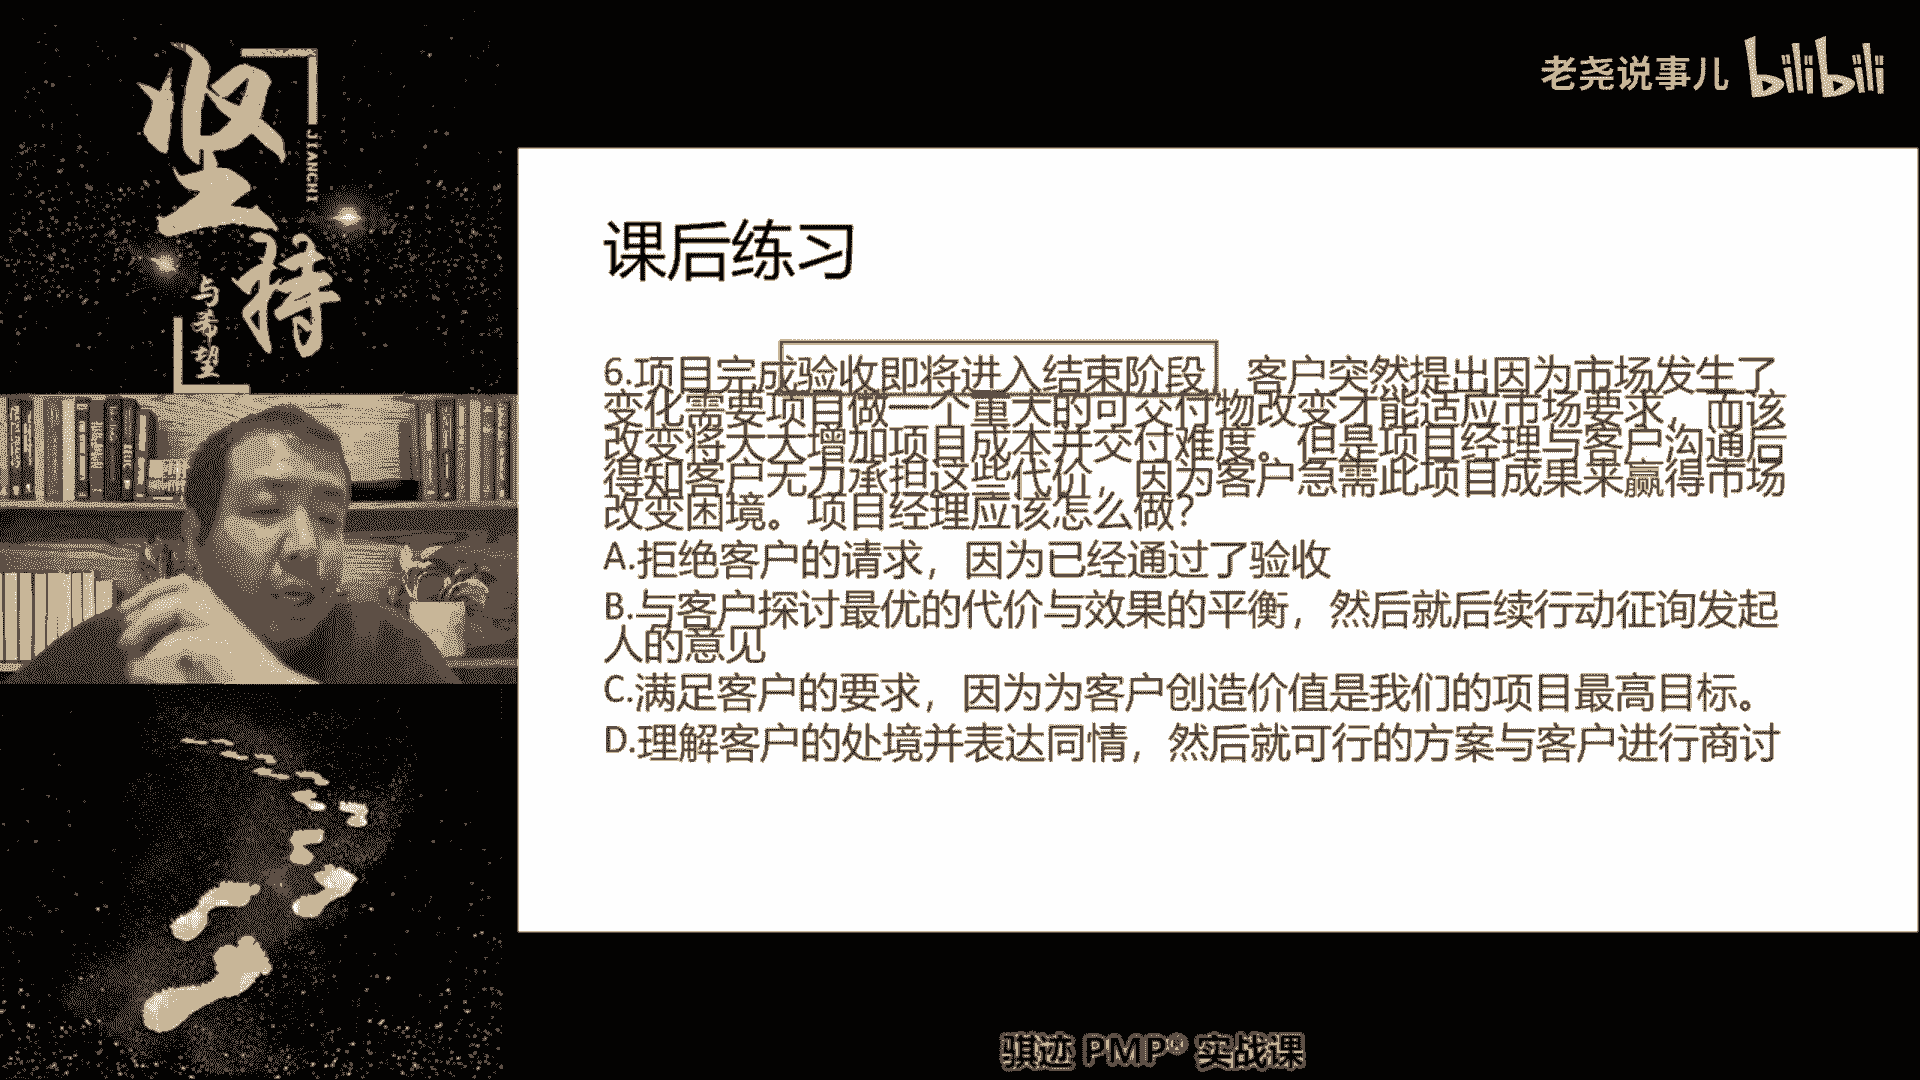 坚持
JIANCHI
与希望
老尧说事儿 bilibili
课后练习
6.项目完成验收即将进入结束阶段，客户突然提出因为市场发生了
变化需要项目做一个重大的可交付物改变才能适应市场要求，而该
改变将大大增加项目成本并交付难度。但是项目经理与客户沟通后
得知客户无力承担这些代价，因为客户急需此项目成果来赢得市场
改变困境。项目经理应该怎么做？
A.拒绝客户的请求，因为已经通过了验收
B.与客户探讨最优的代价与效果的平衡，然后就后续行动征询发起
人的意见
C.满足客户的要求，因为为客户创造价值是我们的项目最高目标。
D.理解客户的处境并表达同情，然后就可行的方案与客户进行商讨
骐迹 PMP® 实战课